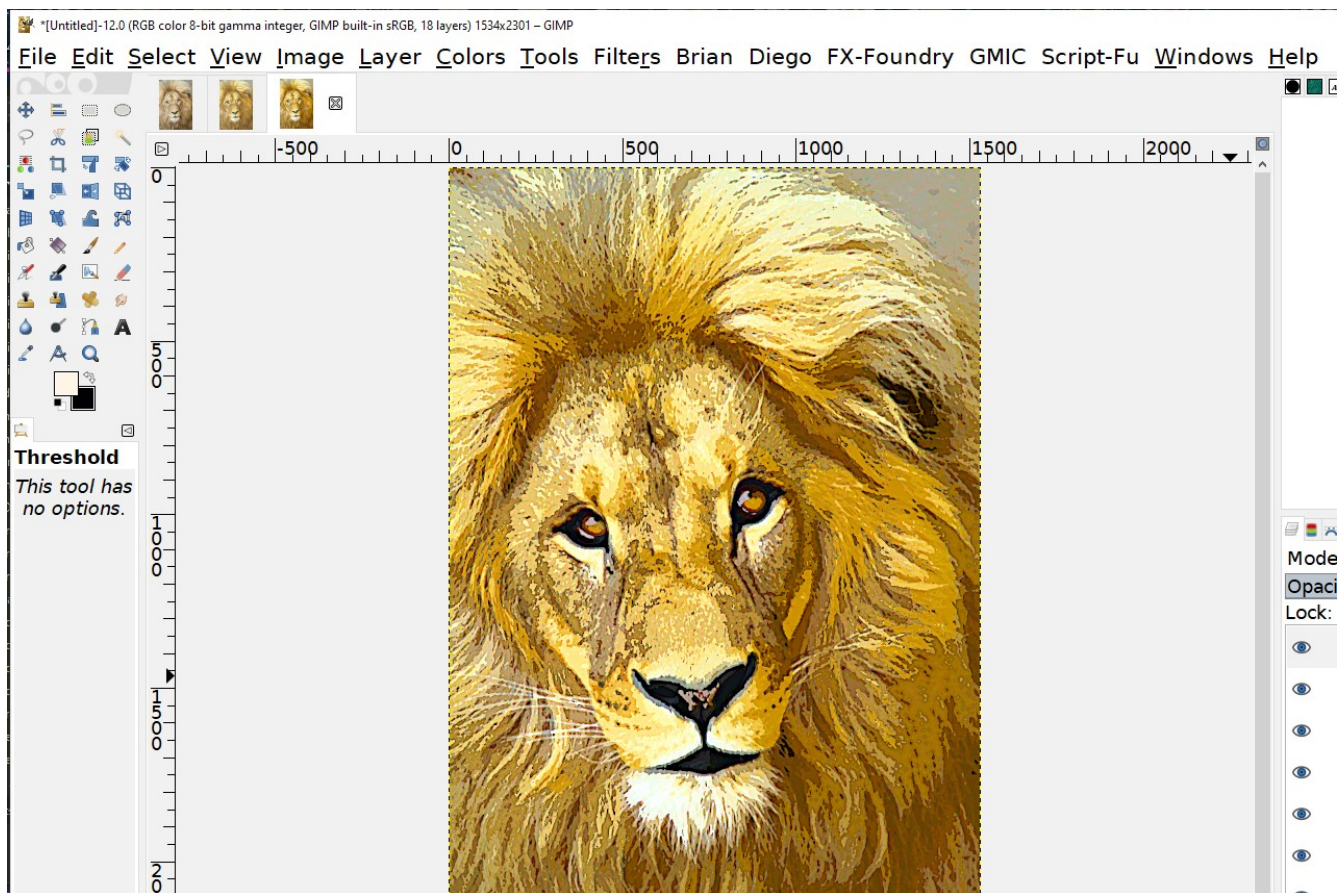 *[Untitled]-12.0 (RGB color 8-bit gamma integer, GIMP built-in sRGB, 18 layers) 1534x2301 – GIMP
File Edit Select View Image Layer Colors Tools Filters Brian Diego FX-Foundry GMIC Script-Fu Windows Help
-500 0 500 1000 1500 2000
0
500
1000
1500
20
Threshold
This tool has
no options.
Mode
Opaci
Lock: